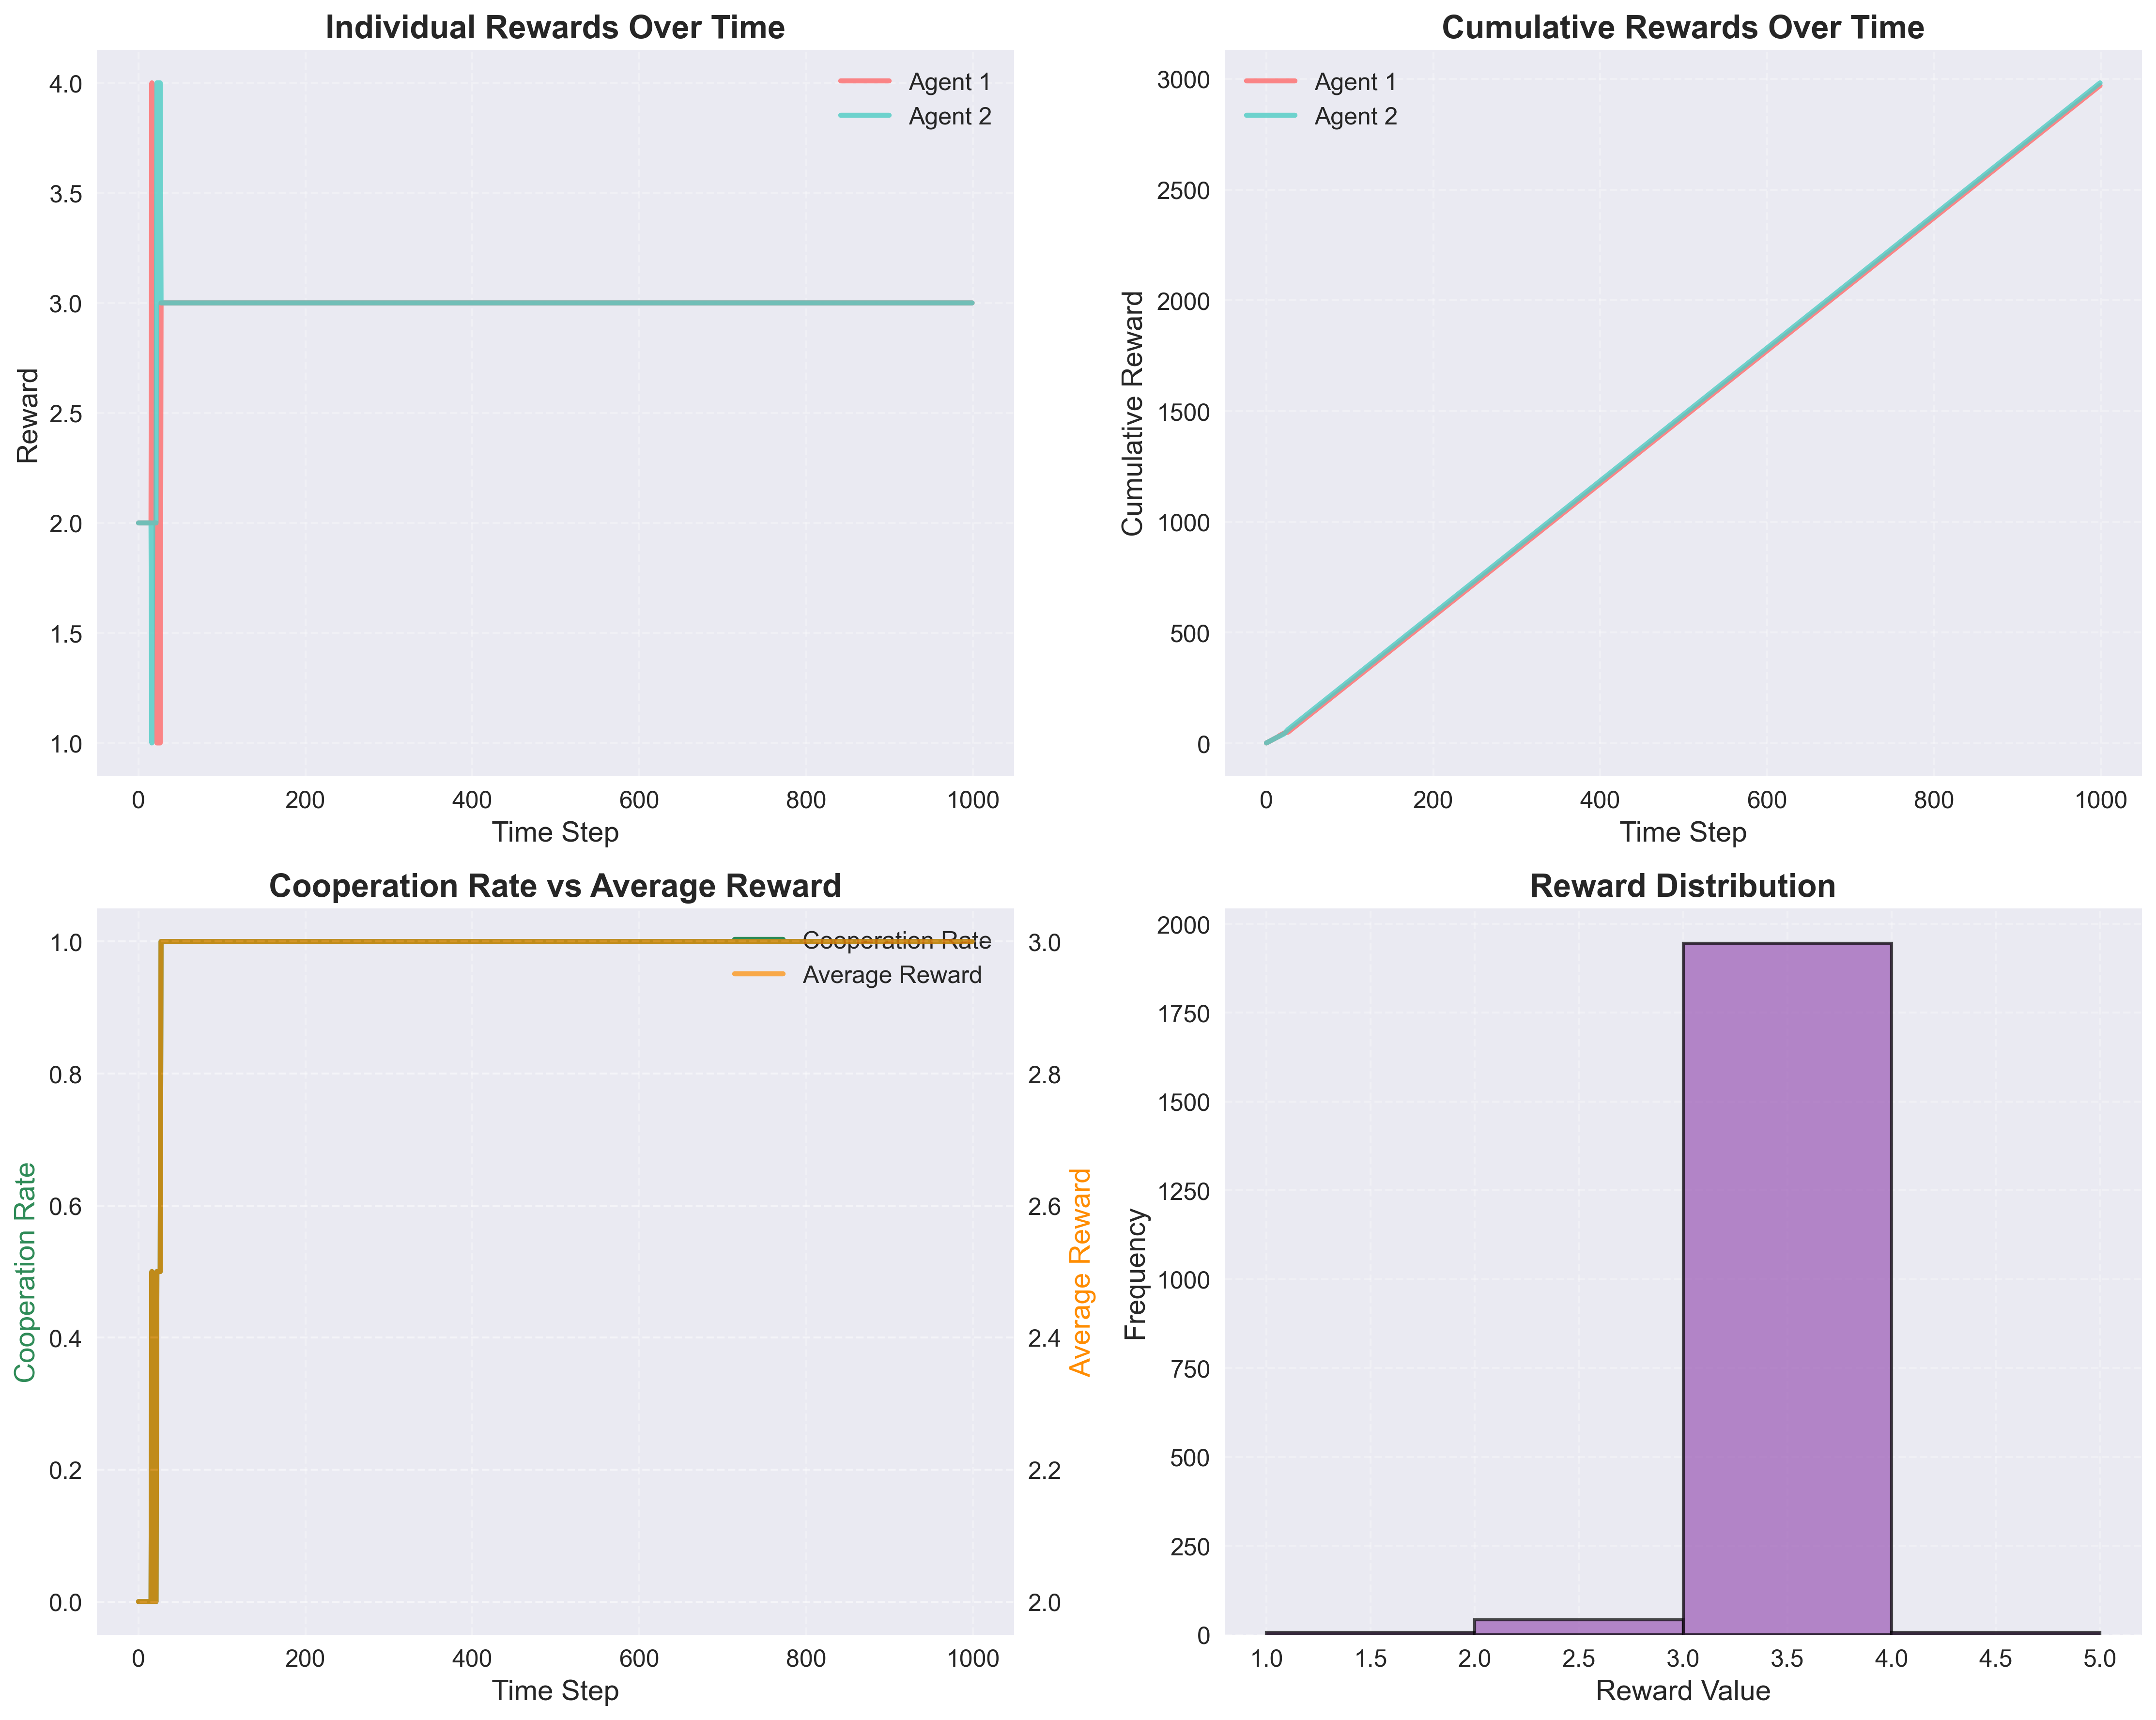 Individual Rewards Over Time
4.0
3.5
3.0
2.5
2.0
1.5
1.0
Reward
Agent 1
Agent 2
0 200 400 600 800 1000
Time Step
Cumulative Rewards Over Time
3000
2500
2000
1500
1000
500
0
Cumulative Reward
Agent 1
Agent 2
0 200 400 600 800 1000
Time Step
Cooperation Rate vs Average Reward
1.0
0.8
0.6
0.4
0.2
0.0
Cooperation Rate
Cooperation Rate
Average Reward
3.0
2.8
2.6
2.4
2.2
2.0
Average Reward
0 200 400 600 800 1000
Time Step
Reward Distribution
2000
1750
1500
1250
1000
750
500
250
0
Frequency
1.0 1.5 2.0 2.5 3.0 3.5 4.0 4.5 5.0
Reward Value